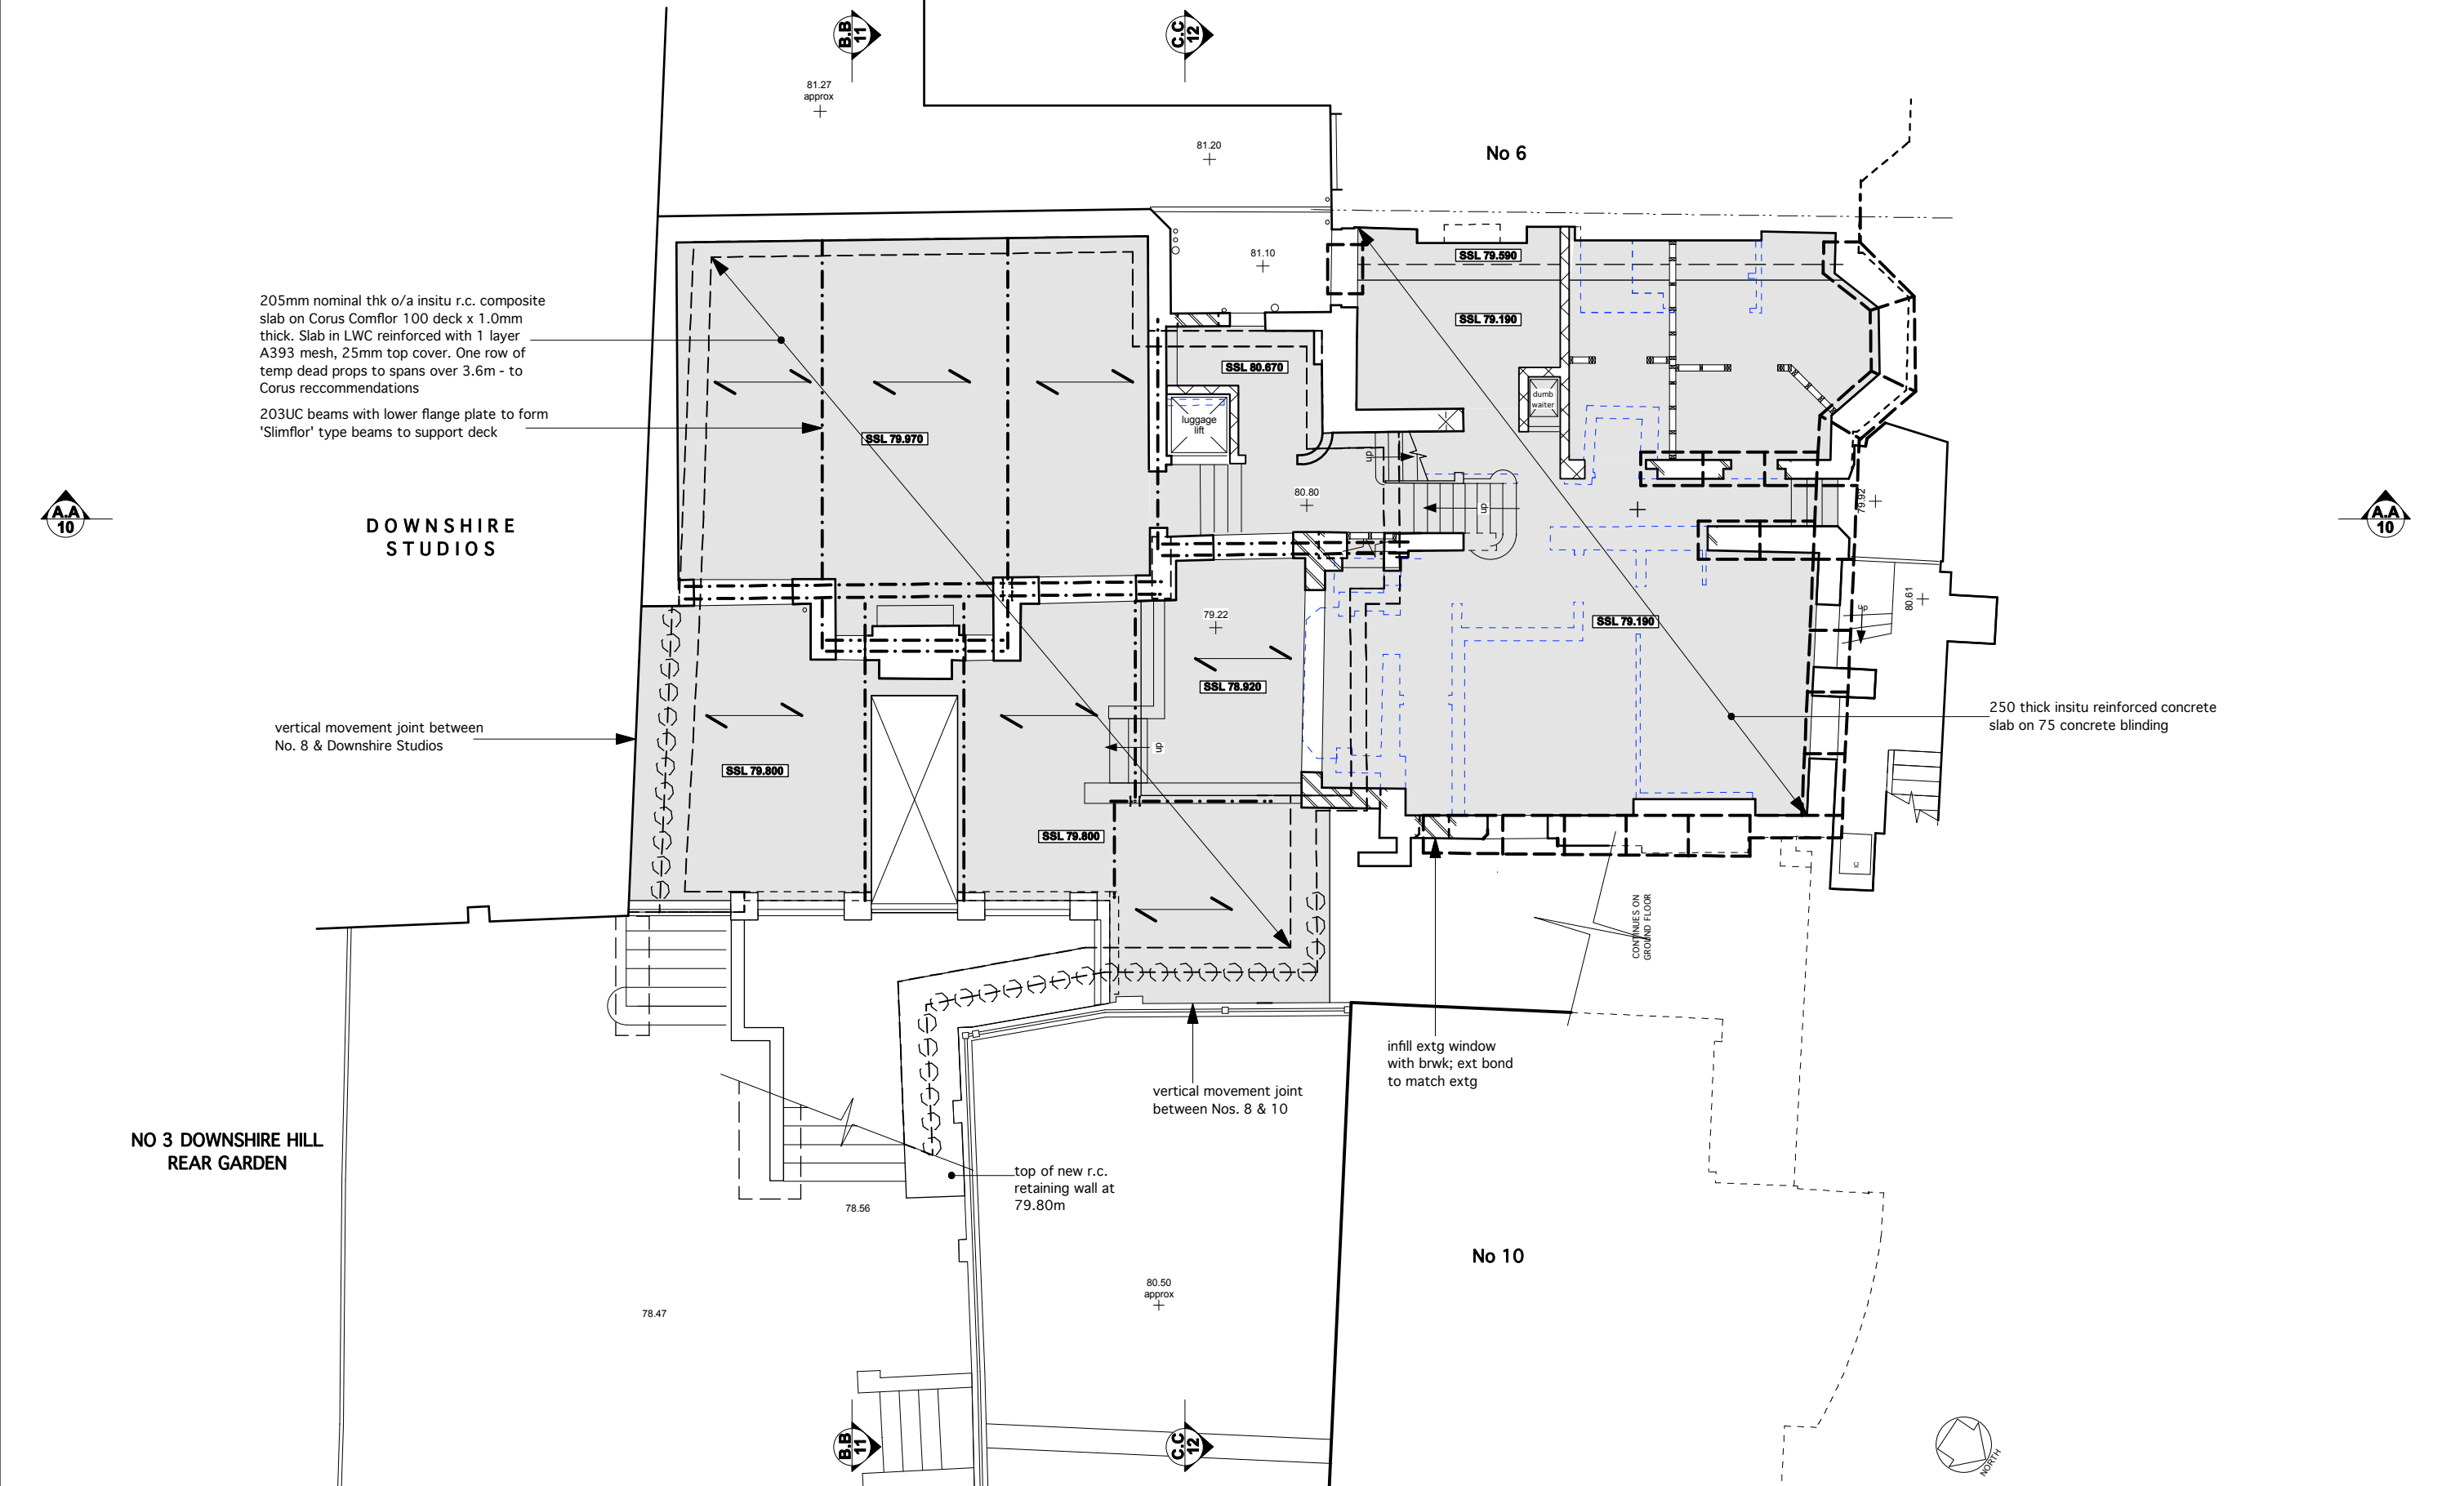 B.B
11
C.C
12
81.27
approx
81.20
No 6
81.10
SSL 79.590
SSL 79.190
205mm nominal thk o/a insitu r.c. composite
slab on Corus Comflor 100 deck x 1.0mm
thick. Slab in LWC reinforced with 1 layer
A393 mesh, 25mm top cover. One row of
temp dead props to spans over 3.6m - to
Corus reccommendations
203UC beams with lower flange plate to form
'Slimflor' type beams to support deck
SSL 80.670
luggage
lift
dumb
waiter
SSL 79.970
up
80.80
up
79.92
A.A
10
DOWNSHIRE
STUDIOS
A.A
10
79.22
80.61
up
SSL 79.190
SSL 78.920
250 thick insitu reinforced concrete
slab on 75 concrete blinding
vertical movement joint between
No. 8 & Downshire Studios
up
SSL 79.800
SSL 79.800
CONTINUES ON
GROUND FLOOR
infill extg window
with brwk; ext bond
to match extg
vertical movement joint
between Nos. 8 & 10
NO 3 DOWNSHIRE HILL
REAR GARDEN
top of new r.c.
retaining wall at
79.80m
78.56
No 10
80.50
approx
78.47
B.B
11
C.C
12
NORTH